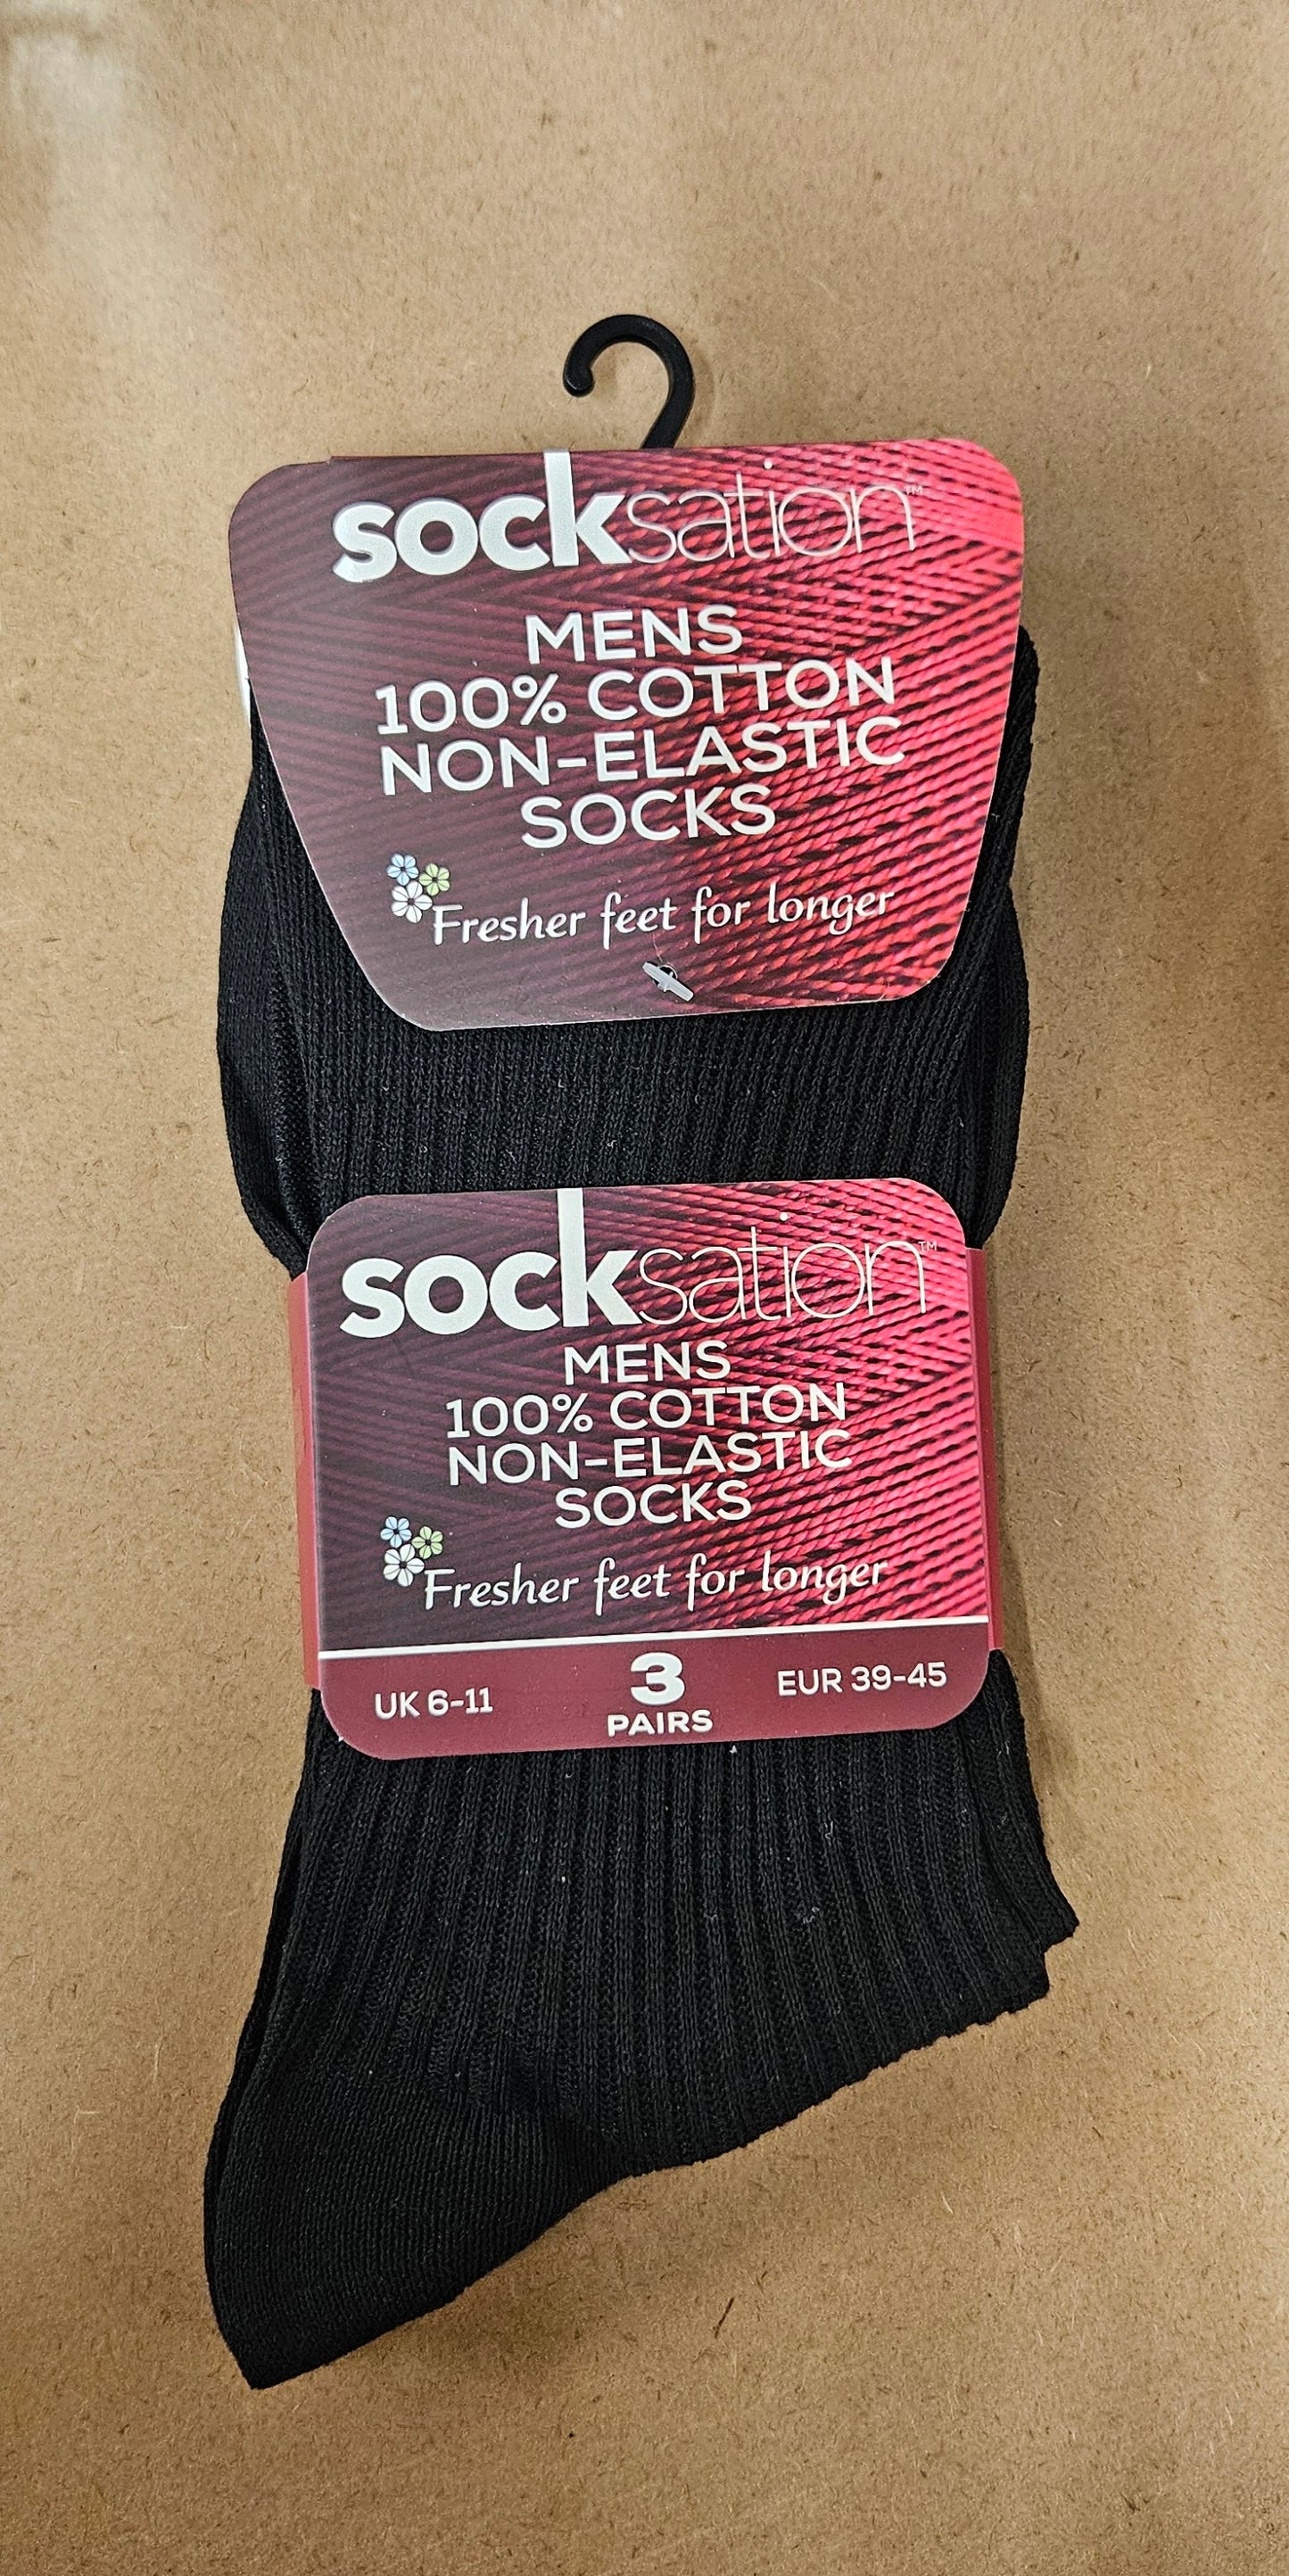 socksation™
MENS
100% COTTON
NON-ELASTIC
SOCKS
Fresher feet for longer
socksation™
MENS
100% COTTON
NON-ELASTIC
SOCKS
Fresher feet for longer
UK 6-11
3
PAIRS
EUR 39-45